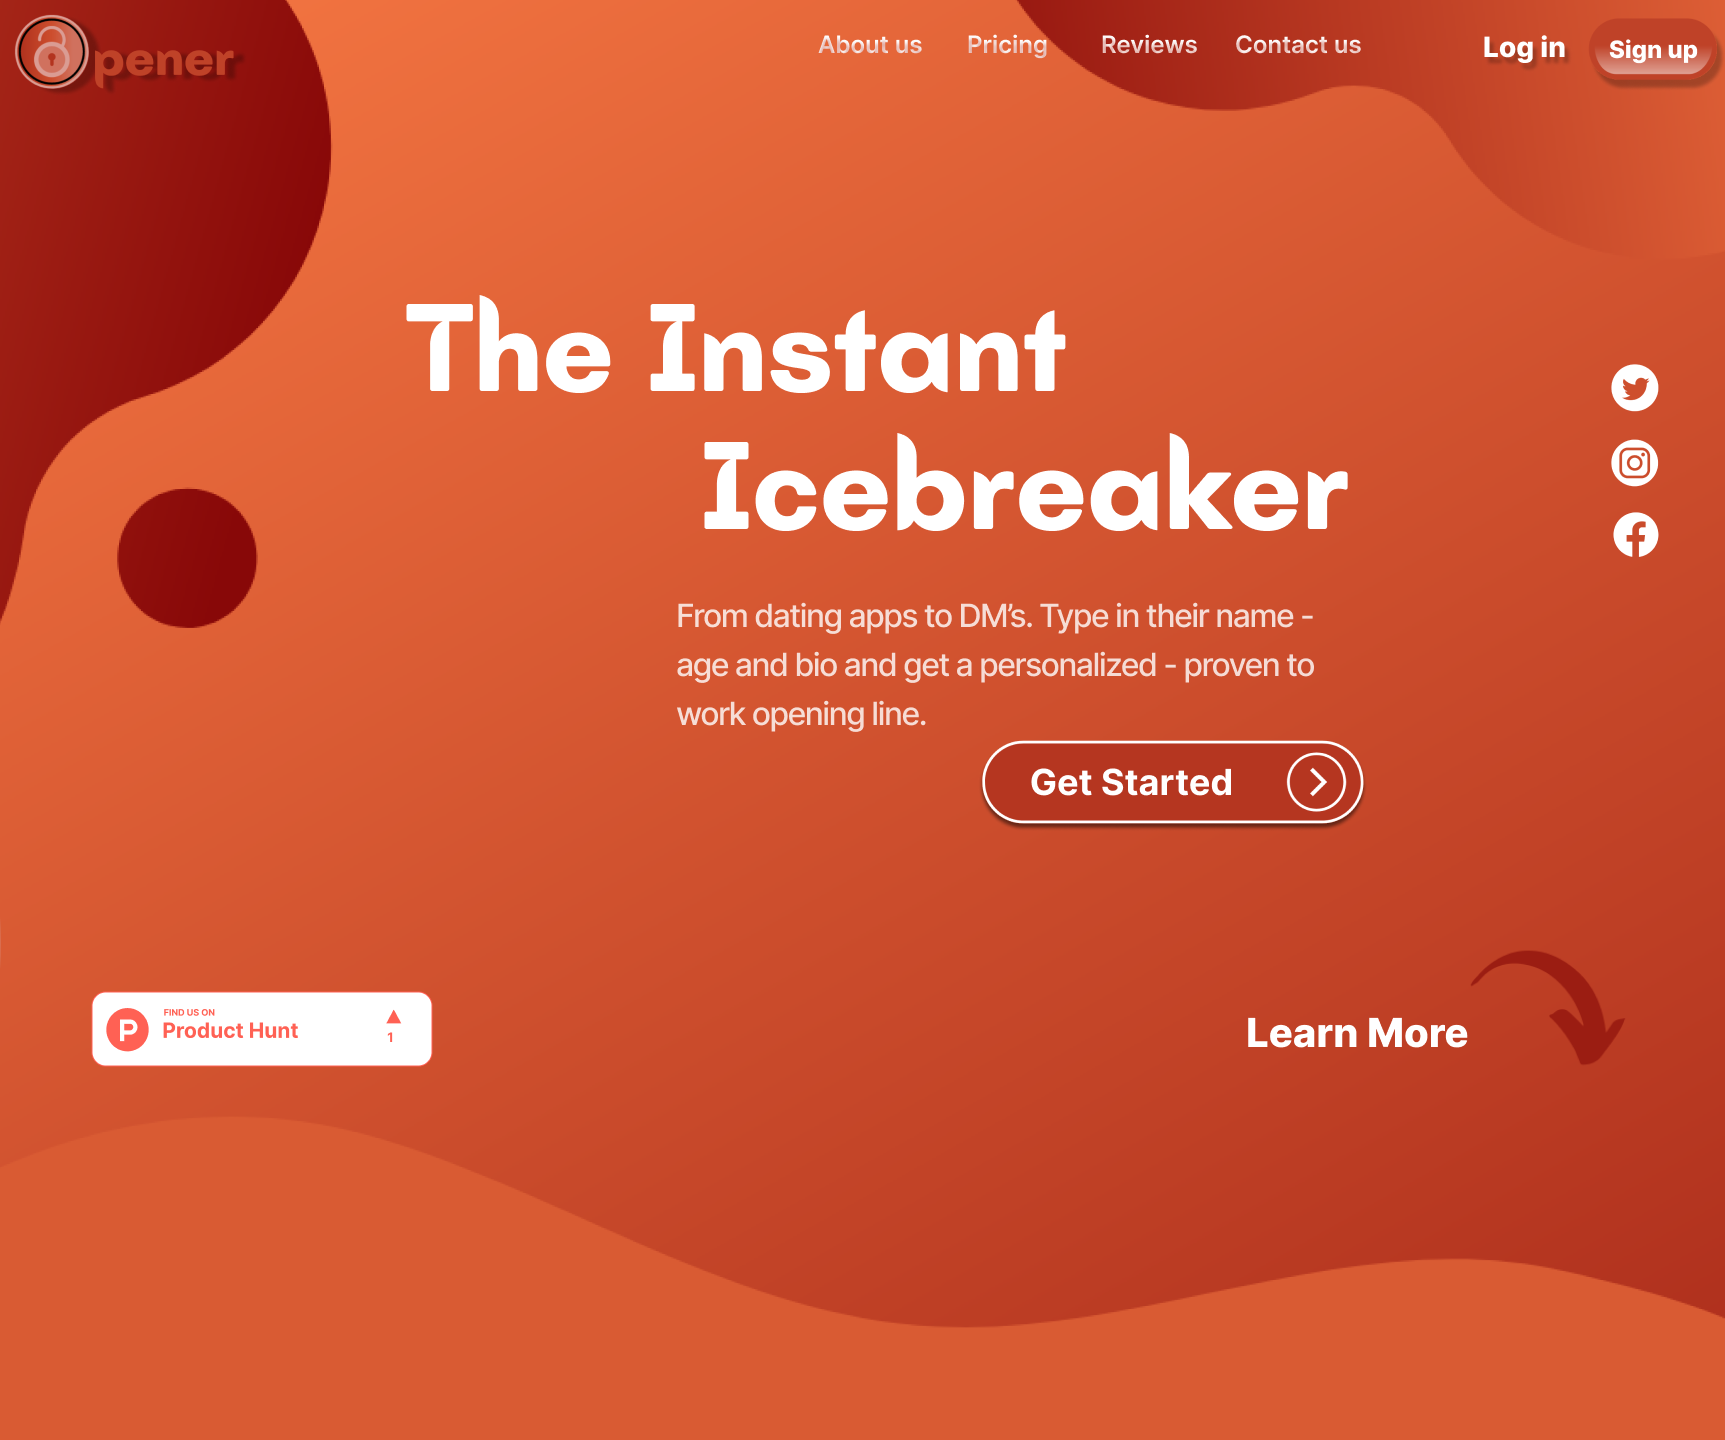 pener
About us
Pricing
Reviews
Contact us
Log in
Sign up
The Instant
Icebreaker
From dating apps to DM’s. Type in their name -
age and bio and get a personalized - proven to
work opening line.
Get Started
FIND US ON
Product Hunt
1
Learn More